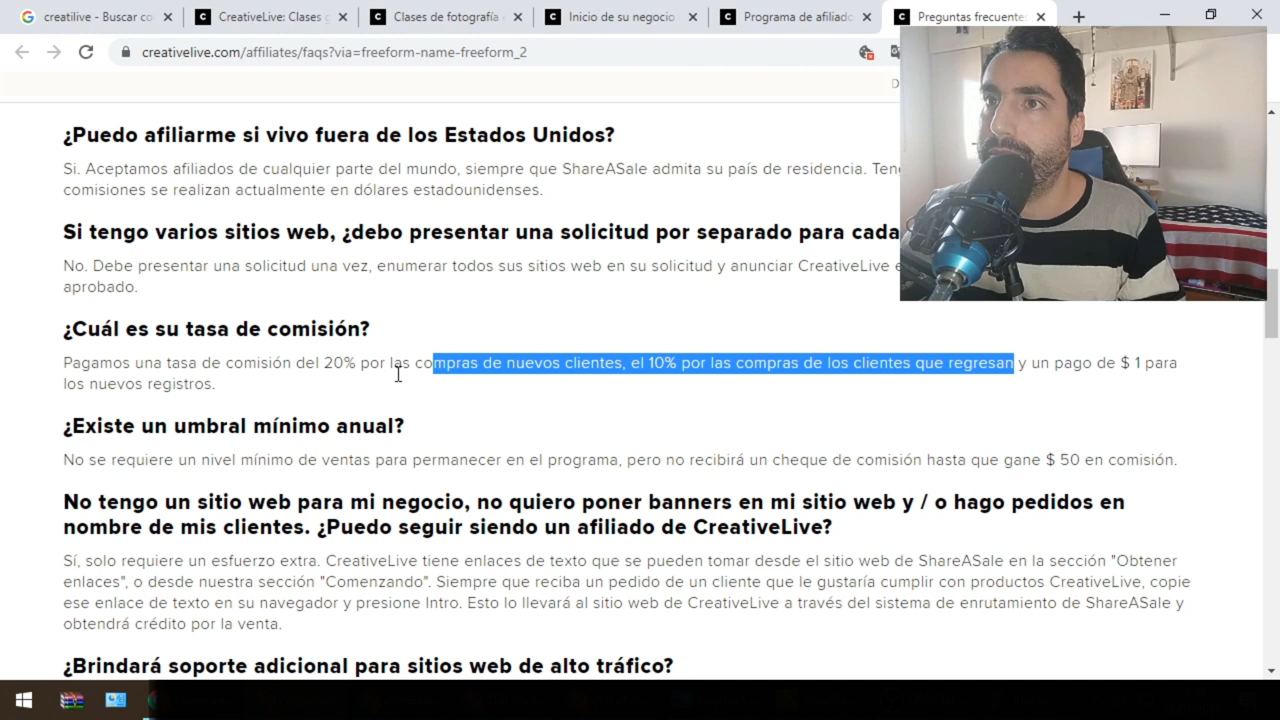 creatilive - Buscar co
CreativeLive: Clases
Clases de fotografía
Inicio de su negocio
Programa de afiliado
Preguntas frecuentes
creativelive.com/affiliates/faqs?via=freeform-name-freeform_2
¿Puedo afiliarme si vivo fuera de los Estados Unidos?
Si. Aceptamos afiliados de cualquier parte del mundo, siempre que ShareASale admita su país de residencia.
comisiones se realizan actualmente en dólares estadounidenses.
Si tengo varios sitios web, ¿debo presentar una solicitud por separado para cada
No. Debe presentar una solicitud una vez, enumerar todos sus sitios web en su solicitud y anunciar CreativeLive
aprobado.
¿Cuál es su tasa de comisión?
Pagamos una tasa de comisión del 20% por las compras de nuevos clientes, el 10% por las compras de los clientes que regresan y un pago de $ 1 para
los nuevos registros.
¿Existe un umbral mínimo anual?
No se requiere un nivel mínimo de ventas para permanecer en el programa, pero no recibirá un cheque de comisión hasta que gane $ 50 en comisión.
No tengo un sitio web para mi negocio, no quiero poner banners en mi sitio web y / o hago pedidos en
nombre de mis clientes. ¿Puedo seguir siendo un afiliado de CreativeLive?
Sí, solo requiere un esfuerzo extra. CreativeLive tiene enlaces de texto que se pueden tomar desde el sitio web de ShareASale en la sección "Obtener
enlaces", o desde nuestra sección "Comenzando". Siempre que reciba un pedido de un cliente que le gustaría cumplir con productos CreativeLive, copie
ese enlace de texto en su navegador y presione Intro. Esto lo llevará al sitio web de CreativeLive a través del sistema de enrutamiento de ShareASale y
obtendrá crédito por la venta.
¿Brindará soporte adicional para sitios web de alto tráfico?